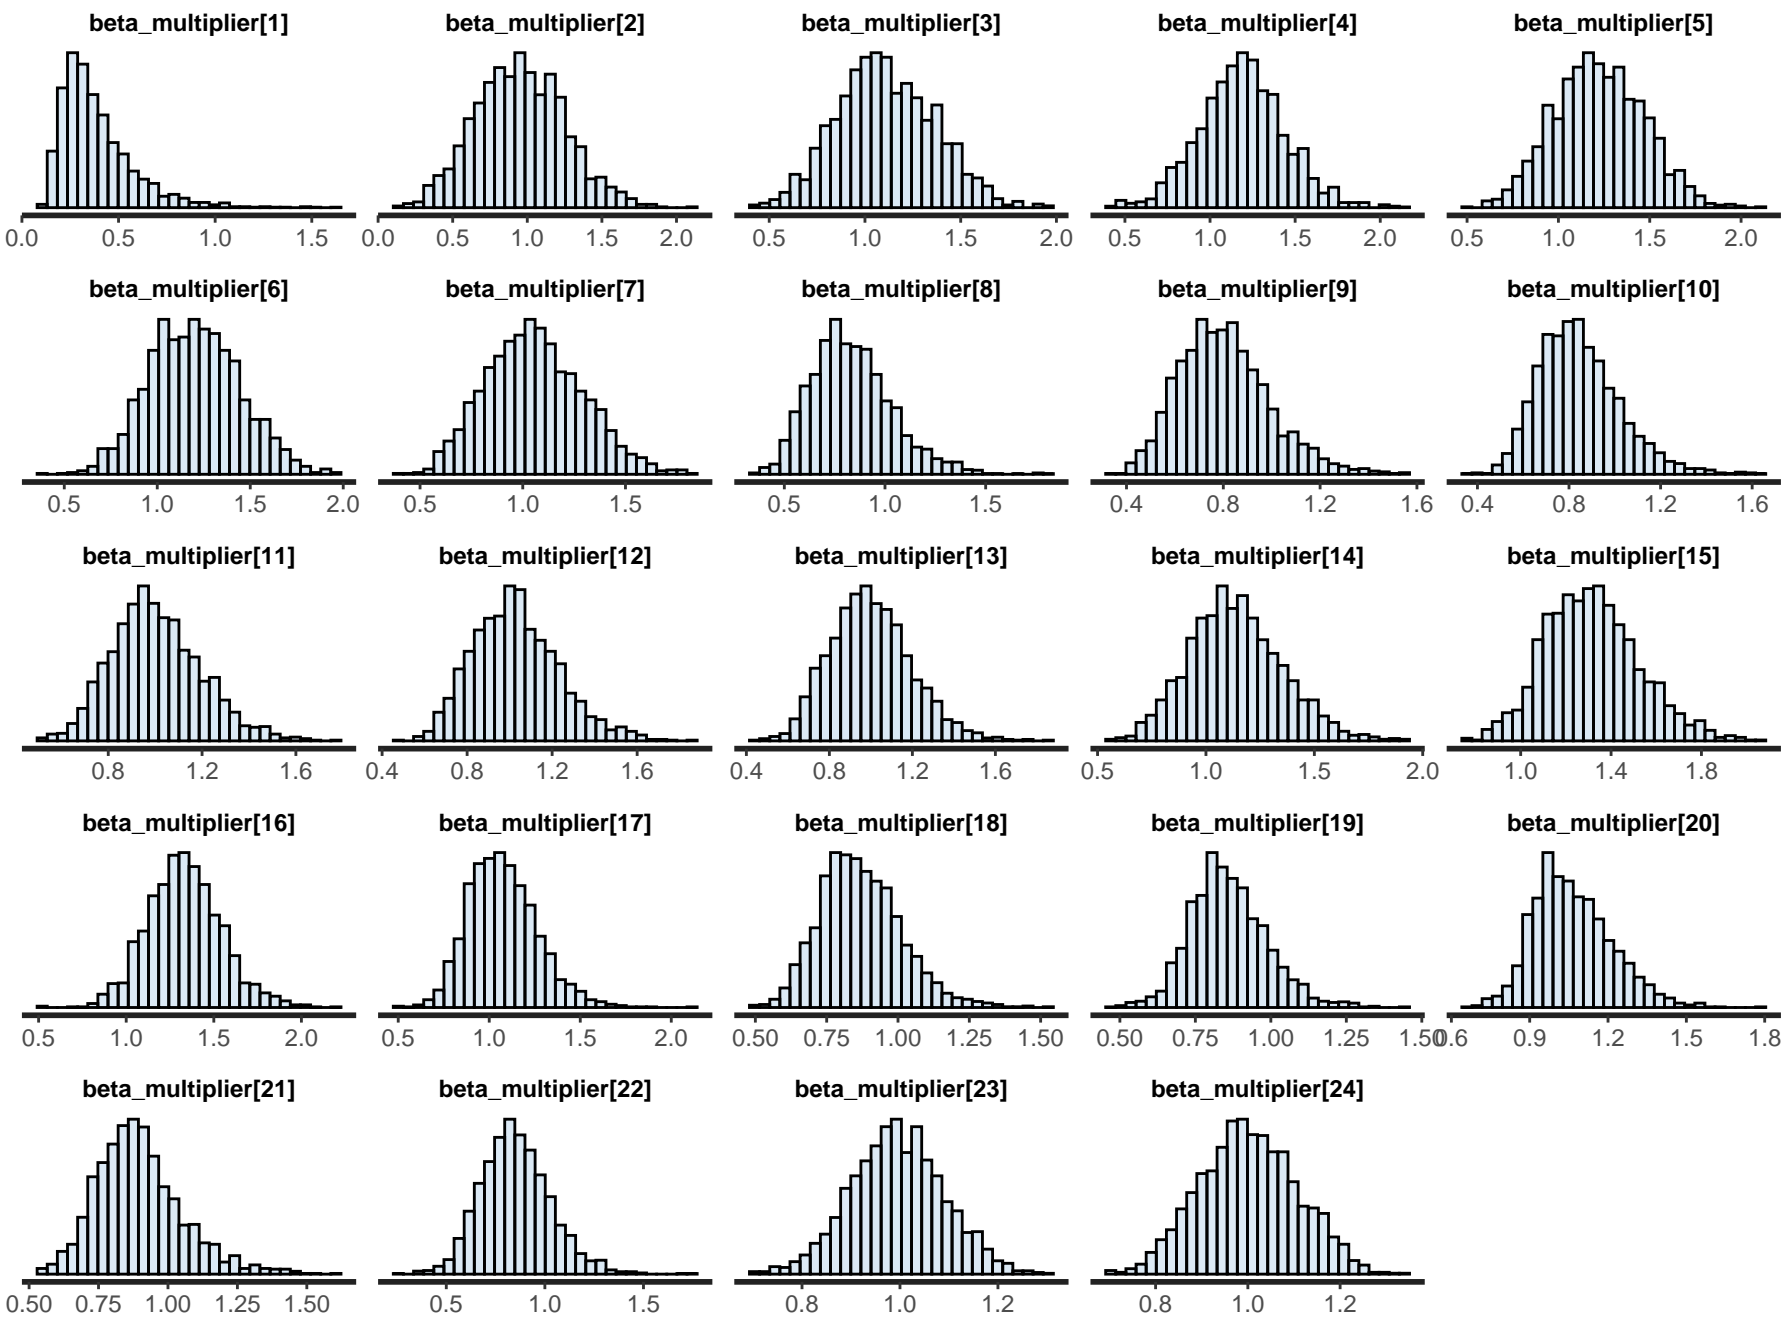 beta_multiplier[1] beta_multiplier[2] beta_multiplier[3] beta_multiplier[4] beta_multiplier[5]
0.0 0.5 1.0 1.5 0.0 0.5 1.0 1.5 2.0 0.5 1.0 1.5 2.0 0.5 1.0 1.5 2.0 0.5 1.0 1.5 2.0
beta_multiplier[6] beta_multiplier[7] beta_multiplier[8] beta_multiplier[9] beta_multiplier[10]
0.5 1.0 1.5 2.0 0.5 1.0 1.5 0.5 1.0 1.5 0.4 0.8 1.2 1.6 0.4 0.8 1.2 1.6
beta_multiplier[11] beta_multiplier[12] beta_multiplier[13] beta_multiplier[14] beta_multiplier[15]
0.8 1.2 1.6 0.4 0.8 1.2 1.6 0.4 0.8 1.2 1.6 0.5 1.0 1.5 2.0 1.0 1.4 1.8
beta_multiplier[16] beta_multiplier[17] beta_multiplier[18] beta_multiplier[19] beta_multiplier[20]
0.5 1.0 1.5 2.0 0.5 1.0 1.5 2.0 0.50 0.75 1.00 1.25 1.50 0.50 0.75 1.00 1.25 1.50 0.6 0.9 1.2 1.5 1.8
beta_multiplier[21] beta_multiplier[22] beta_multiplier[23] beta_multiplier[24]
0.50 0.75 1.00 1.25 1.50 0.5 1.0 1.5 0.8 1.0 1.2 0.8 1.0 1.2